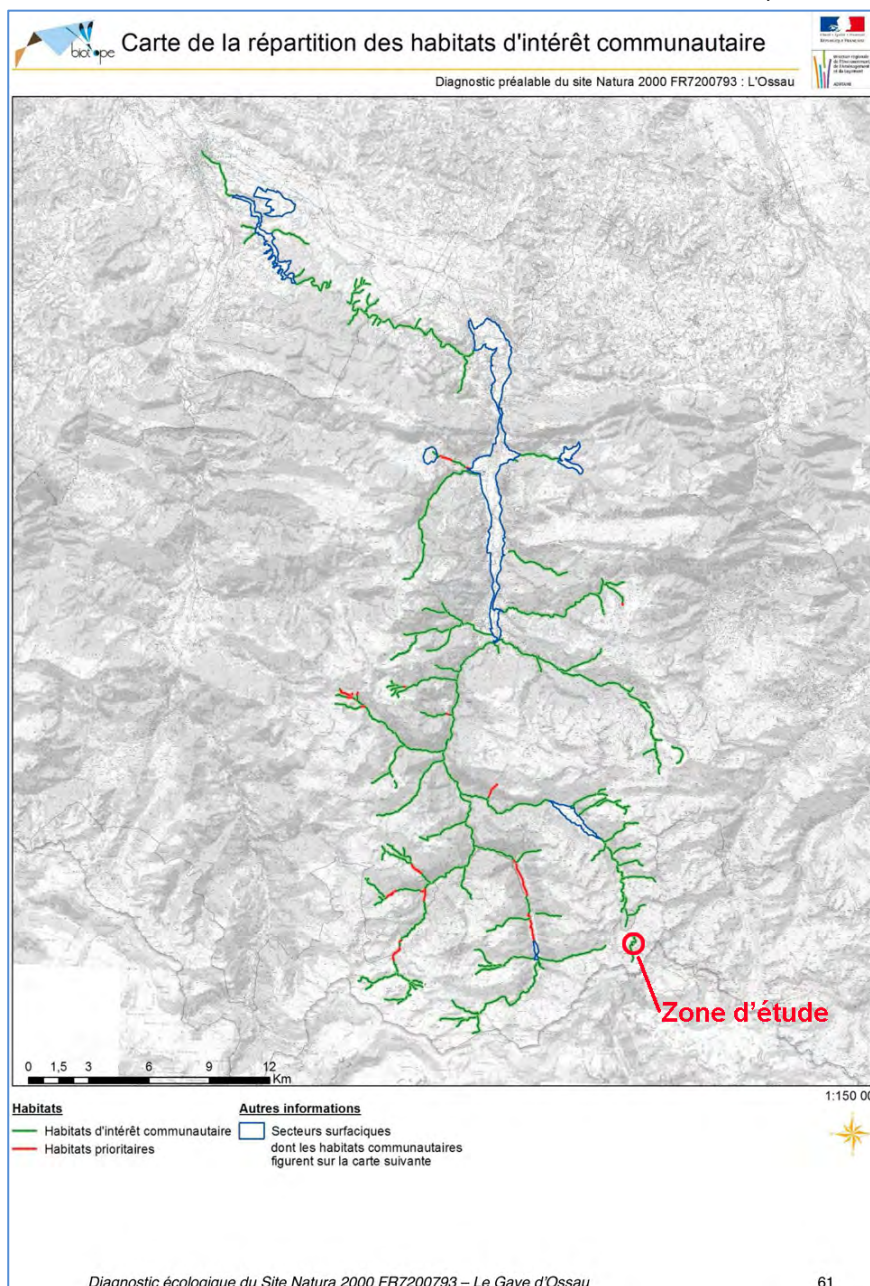 biotope
Carte de la répartition des habitats d'intérêt communautaire
Diagnostic préalable du site Natura 2000 FR7200793 : L'Ossau
Zone d'étude
0 1,5 3 6 9 12
Km
1:150 00
Habitats
Habitats d'intérêt communautaire
Habitats prioritaires
Autres informations
Secteurs surfaciques
dont les habitats communautaires
figurent sur la carte suivante
Diagnostic écologique du Site Natura 2000 FR7200793 – Le Gave d'Ossau
61